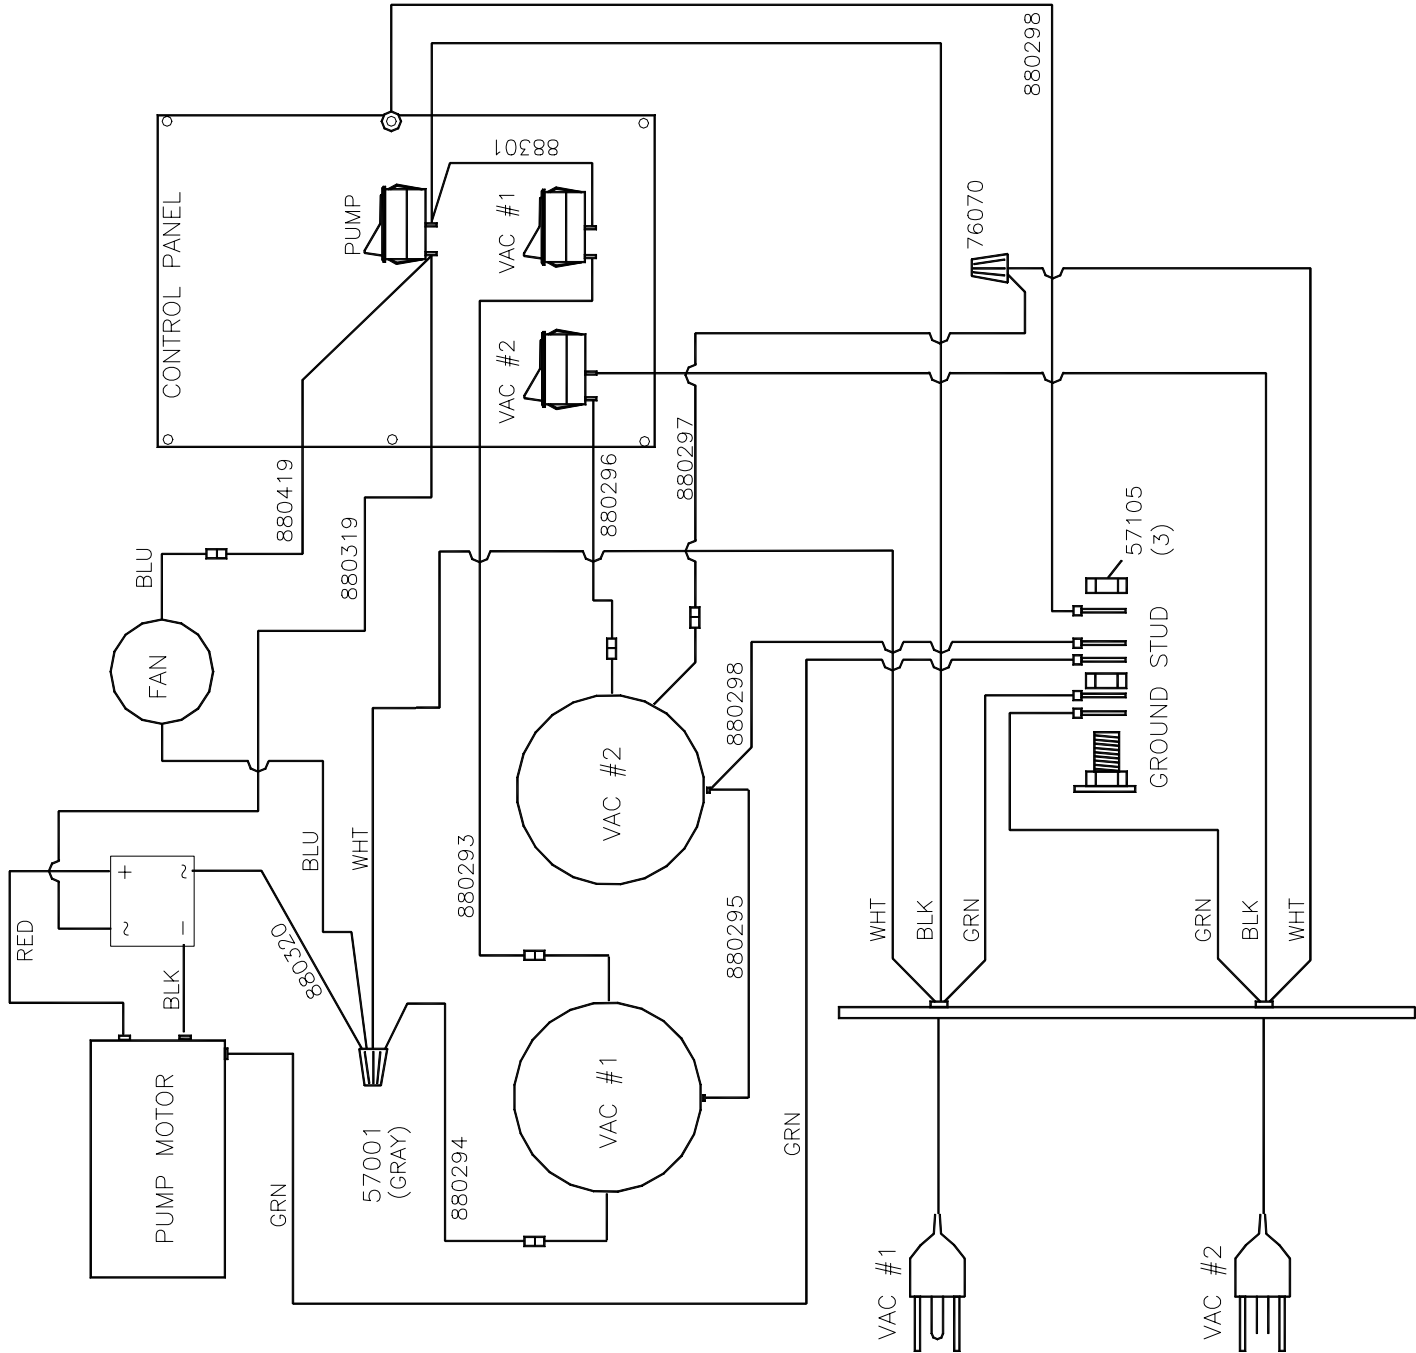 880298
CONTROL PANEL
PUMP
88301
VAC #1
VAC #2
76070
880419
880319
880296
880297
57105
(3)
BLU
FAN
GROUND STUD
880298
VAC #2
RED
+
~
~
−
BLK
BLU
WHT
880320
880293
880295
WHT
BLK
GRN
GRN
BLK
WHT
PUMP MOTOR
GRN
57001
(GRAY)
880294
VAC #1
GRN
VAC #1
VAC #2